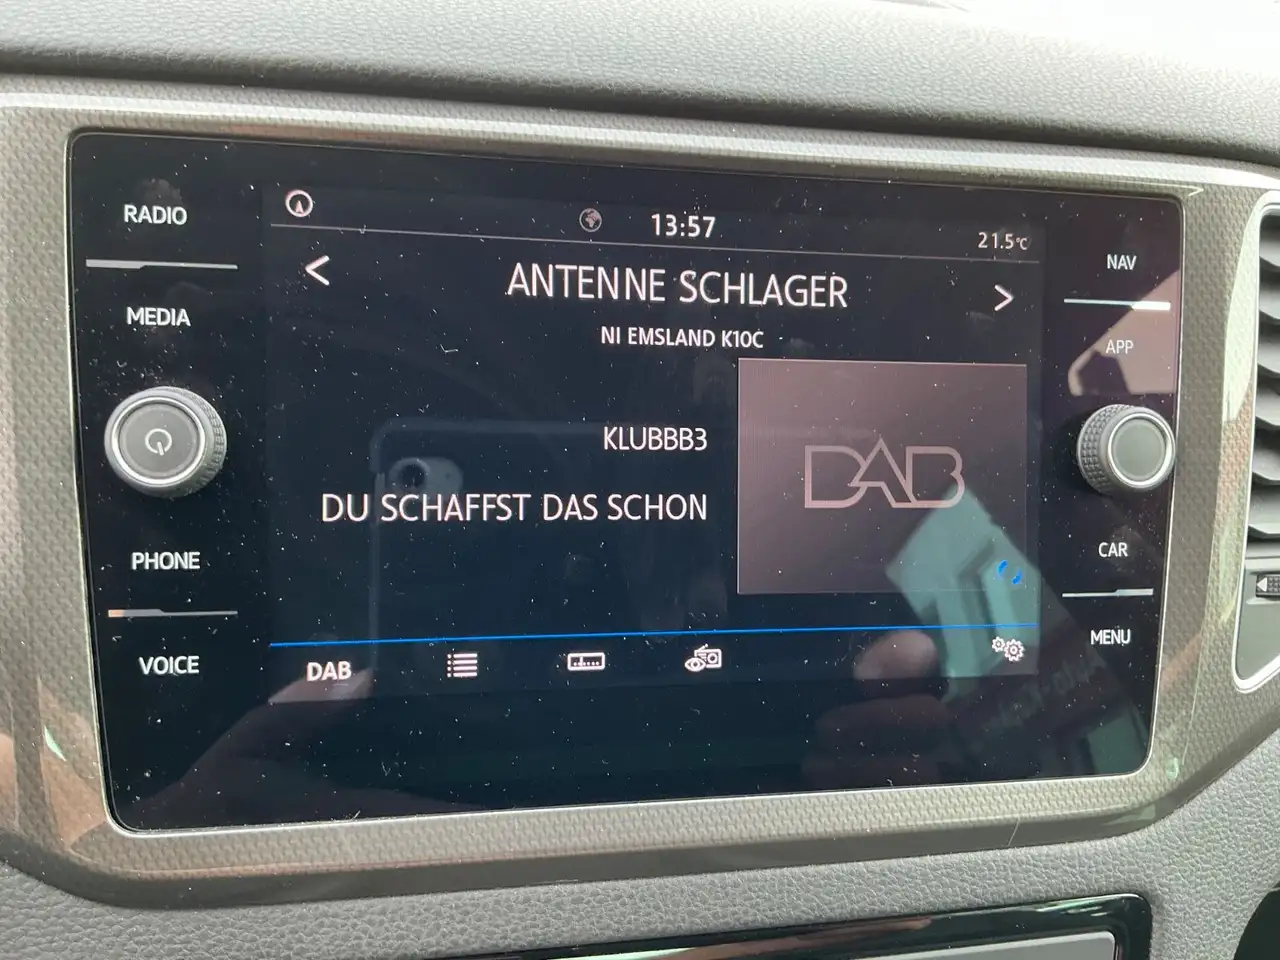 RADIO
MEDIA
PHONE
VOICE
13:57
21.5°C
<
ANTENNE SCHLAGER
>
NI EMSLAND K10C
KLUBBB3
DU SCHAFFST DAS SCHON
DAB
DAB
NAV
APP
CAR
MENU